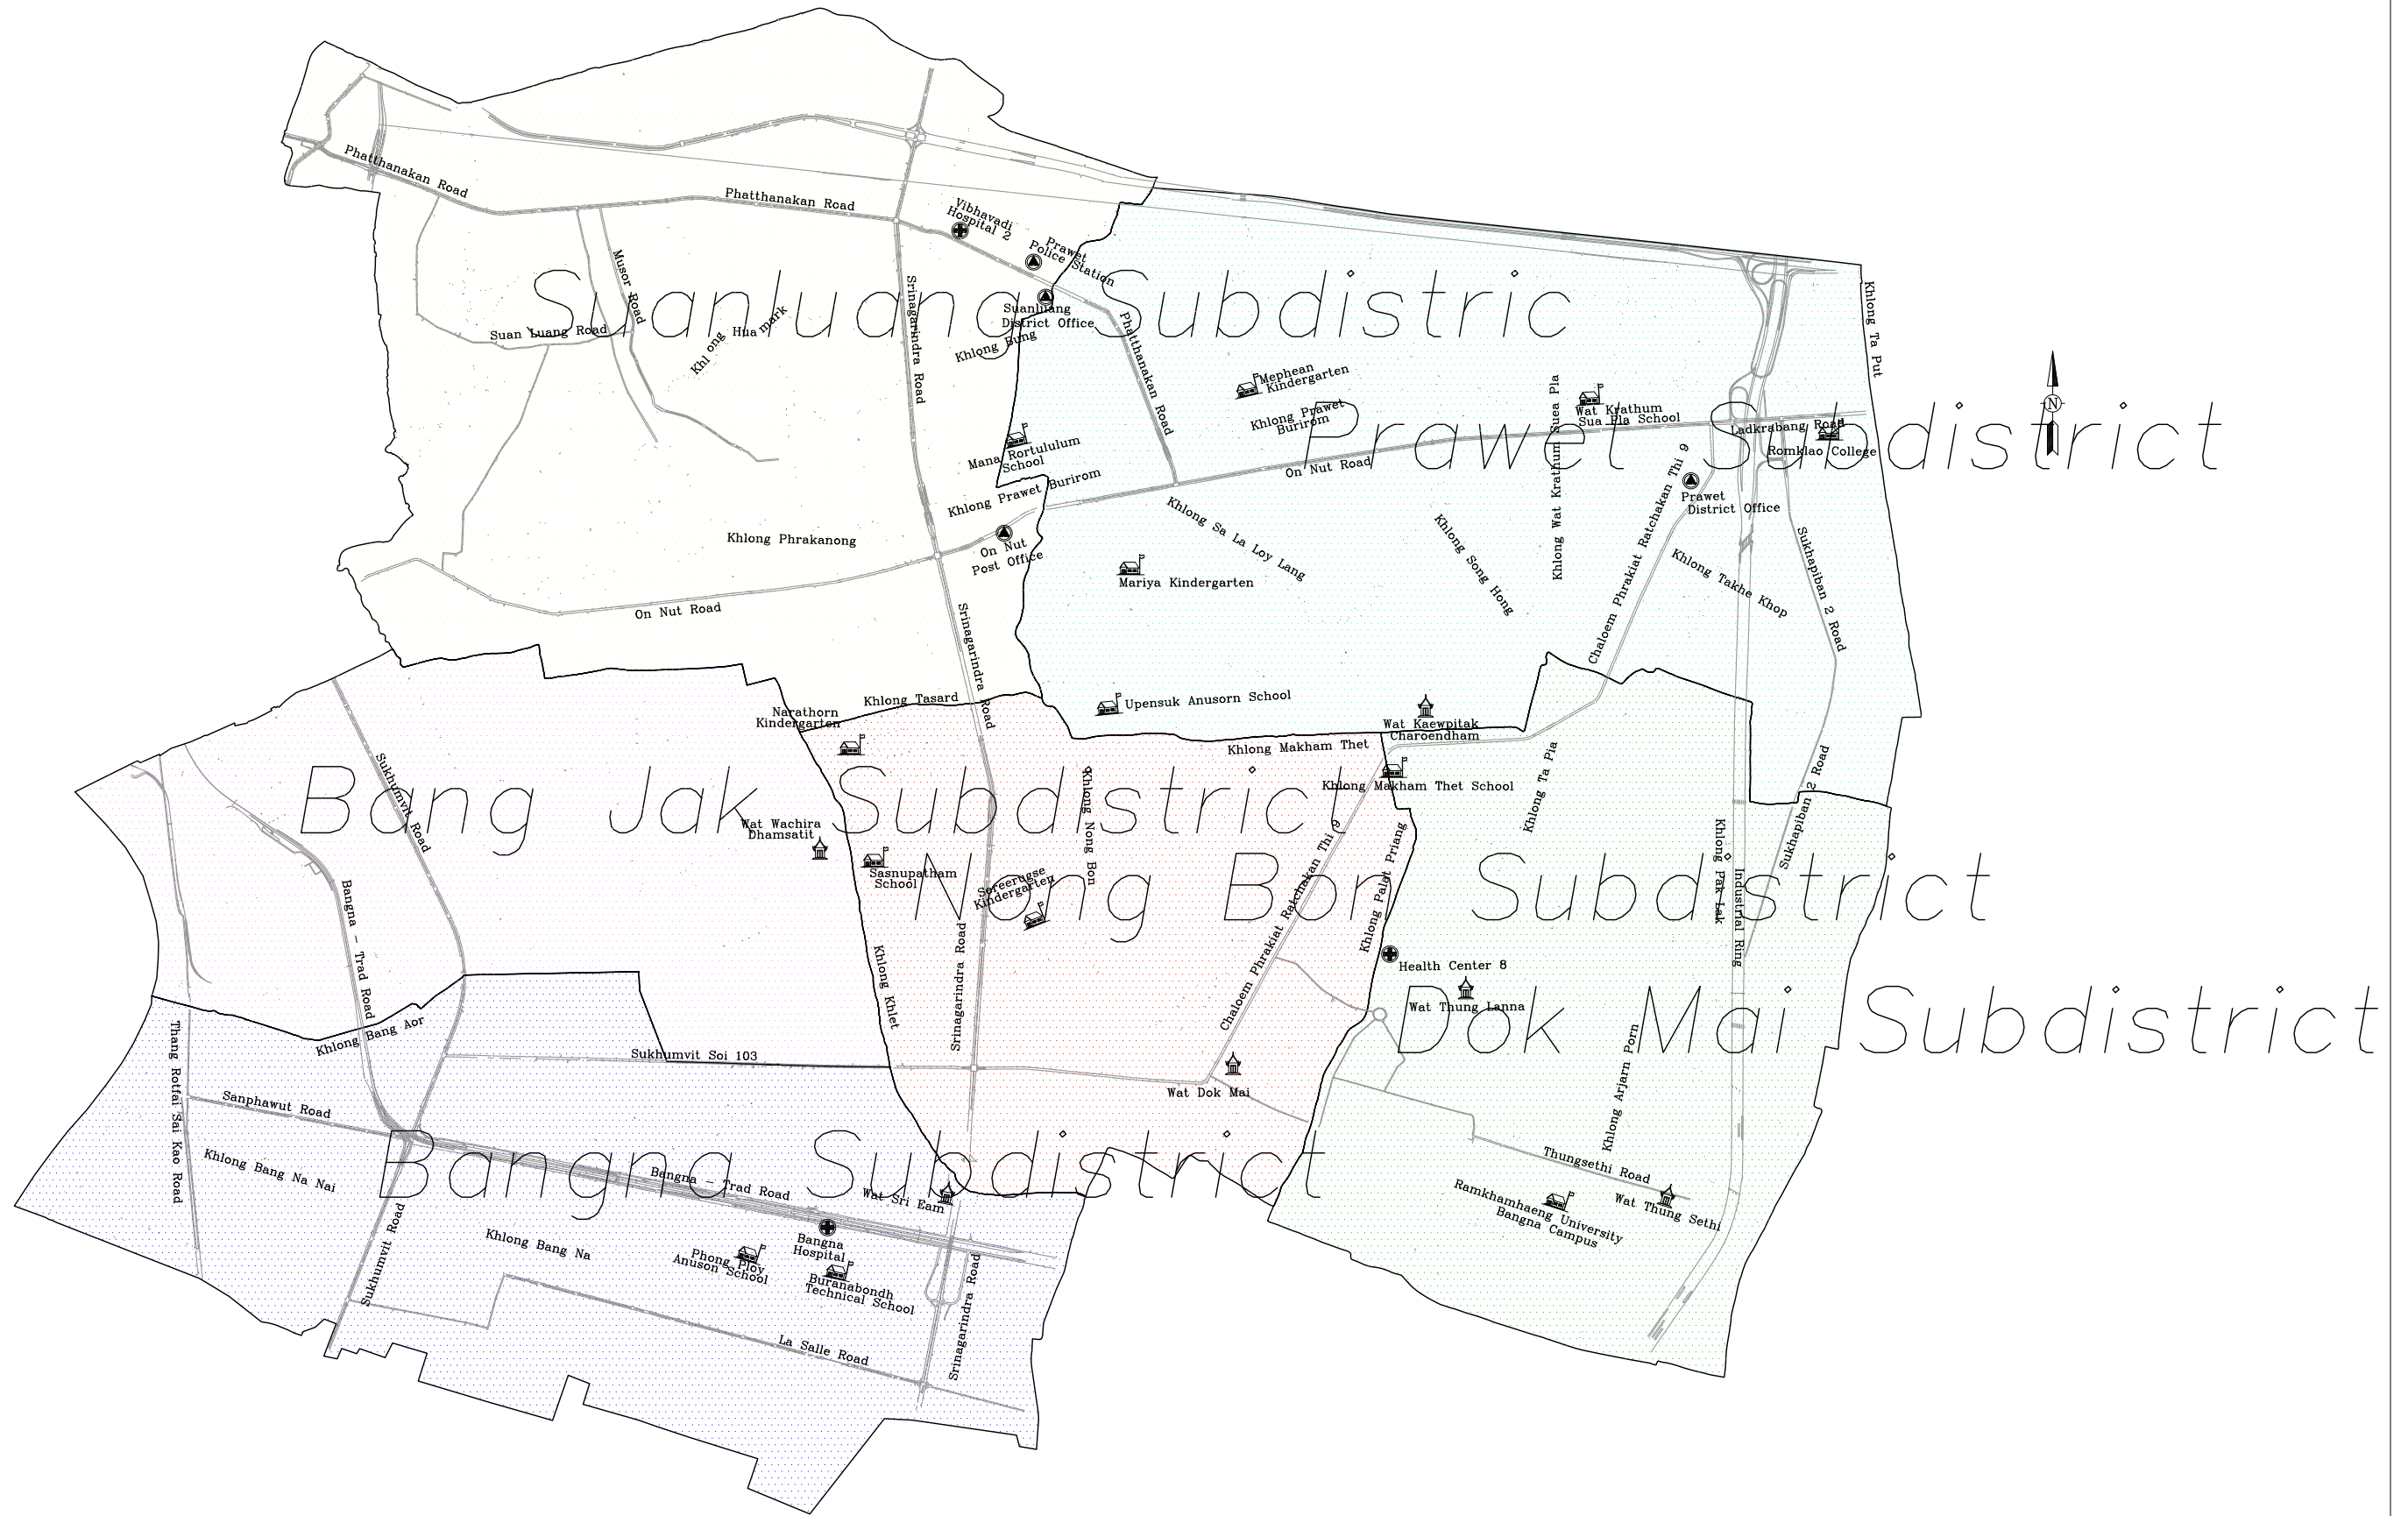 Phatthanakan Road
Phatthanakan Road
Vibhavadi
Hospital 2
Prawet
Police Station
Musor Road
Suanluang Subdistric
Srinagarindra Road
Suanluang
District Office
Suan Luang Road
Khlong Hua mark
Khlong Bung
Phatthanakan Road
Khlong Ta Put
Mephean
Kindergarten
Khlong Prawet
Burirom
Khlong Wat Krathum Suea Pla
Wat Krathum
Sua Pla School
Prawet Subdistrict
N
Ladkrabang Road
Romklao College
Mana Rortululum
School
On Nut Road
Khlong Prawet Burirom
Prawet
District Office
Khlong Sa La Loy Lang
Khlong Song Hong
Chaloem Phrakiat Ratchakan Thi 9
Khlong Takhe Khop
Sukhapiban 2 Road
Khlong Phrakanong
On Nut
Post Office
Mariya Kindergarten
On Nut Road
Srinagarindra Road
Khlong Tasard
Upensuk Anusorn School
Narathorn
Kindergarten
Wat Kaewpitak
Charoendham
Khlong Makham Thet
Khlong Makham Thet School
Khlong Ta Pia
Sukhapiban 2 Road
Sukhumvit Road
Bang Jak Subdistrict
Khlong Nong Bon
Wat Wachira
Dhamsatit
Sasnupatham
School
Soreerugse
Kindergarten
Nong Bon Subdistrict
Chaloem Phrakiat Ratchakan Thi 9
Khlong Palat Priang
Khlong Pak Lak
Industrial Ring
Bangna - Trad Road
Khlong Khlet
Srinagarindra Road
Health Center 8
Wat Thung Lanna
Dok Mai Subdistrict
Khlong Bang Aor
Thang Rotfai Sai Kao Road
Sukhumvit Soi 103
Khlong Arjarn Porn
Sanphawut Road
Wat Dok Mai
Bangna Subdistrict
Khlong Bang Na Nai
Bangna - Trad Road
Wat Sri Eam
Thungsethi Road
Ramkhamhaeng University
Bangna Campus
Wat Thung Sethi
Sukhumvit Road
Khlong Bang Na
Bangna
Hospital
Phong Ploy
Anuson School
Buranabondh
Technical School
Srinagarindra Road
La Salle Road